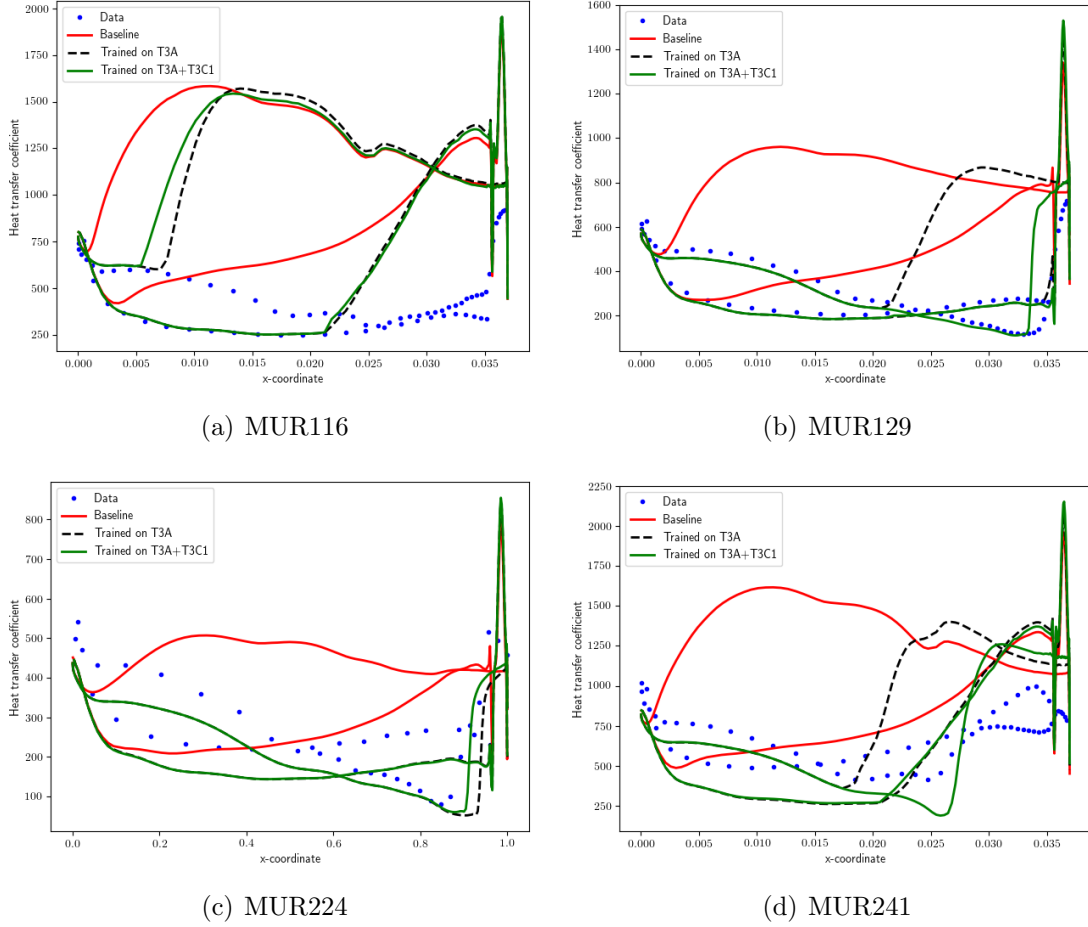 2000
1750
1500
1250
1000
750
500
250
Heat transfer coefficient
Data
Baseline
Trained on T3A
Trained on T3A+T3C1
0.000 0.005 0.010 0.015 0.020 0.025 0.030 0.035
x-coordinate
(a) MUR116
1600
1400
1200
1000
800
600
400
200
Heat transfer coefficient
Data
Baseline
Trained on T3A
Trained on T3A+T3C1
0.000 0.005 0.010 0.015 0.020 0.025 0.030 0.035
x-coordinate
(b) MUR129
800
700
600
500
400
300
200
100
Heat transfer coefficient
Data
Baseline
Trained on T3A
Trained on T3A+T3C1
0.0 0.2 0.4 0.6 0.8 1.0
x-coordinate
(c) MUR224
2250
2000
1750
1500
1250
1000
750
500
250
Heat transfer coefficient
Data
Baseline
Trained on T3A
Trained on T3A+T3C1
0.000 0.005 0.010 0.015 0.020 0.025 0.030 0.035
x-coordinate
(d) MUR241